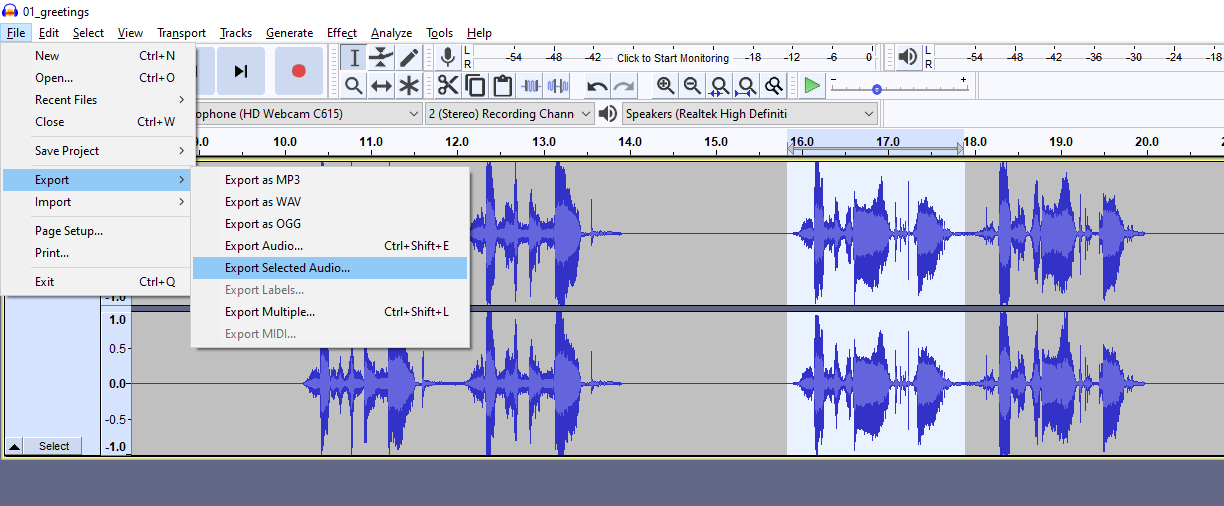 01_greetings
File Edit Select View Transport Tracks Generate Effect Analyze Tools Help
New Ctrl+N
Open... Ctrl+O
Recent Files
Close Ctrl+W
Save Project
Export
Import
Page Setup...
Print...
Exit Ctrl+Q
Export as MP3
Export as WAV
Export as OGG
Export Audio... Ctrl+Shift+E
Export Selected Audio...
Export Labels...
Export Multiple... Ctrl+Shift+L
Export MIDI...
L
R
-54 -48 -42 Click to Start Monitoring -12 -6 0
L
R
-54 -48 -42 -36 -30 -24 -18 -12
- +
ophone (HD Webcam C615) 2 (Stereo) Recording Chann Speakers (Realtek High Definiti
9.0 10.0 11.0 12.0 13.0 14.0 15.0 16.0 17.0 18.0 19.0 20.0
-1.0
1.0
0.5
0.0
-0.5
-1.0
Select